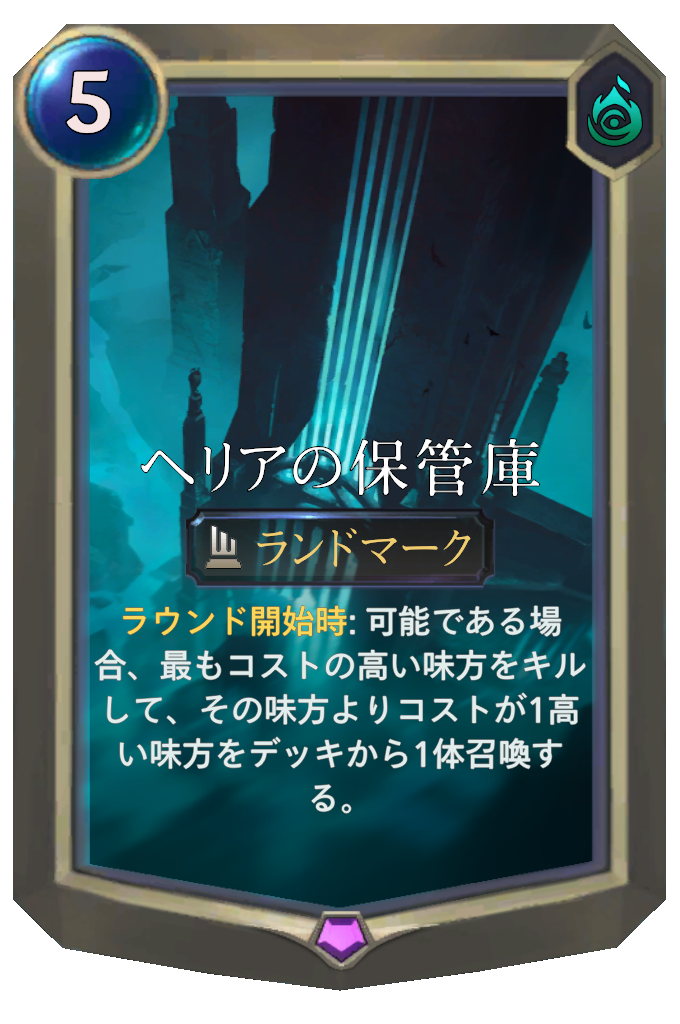 5
ヘリアの保管庫
ランドマーク
ラウンド開始時: 可能である場
合、最もコストの高い味方をキル
して、その味方よりコストが1高
い味方をデッキから1体召喚す
る。